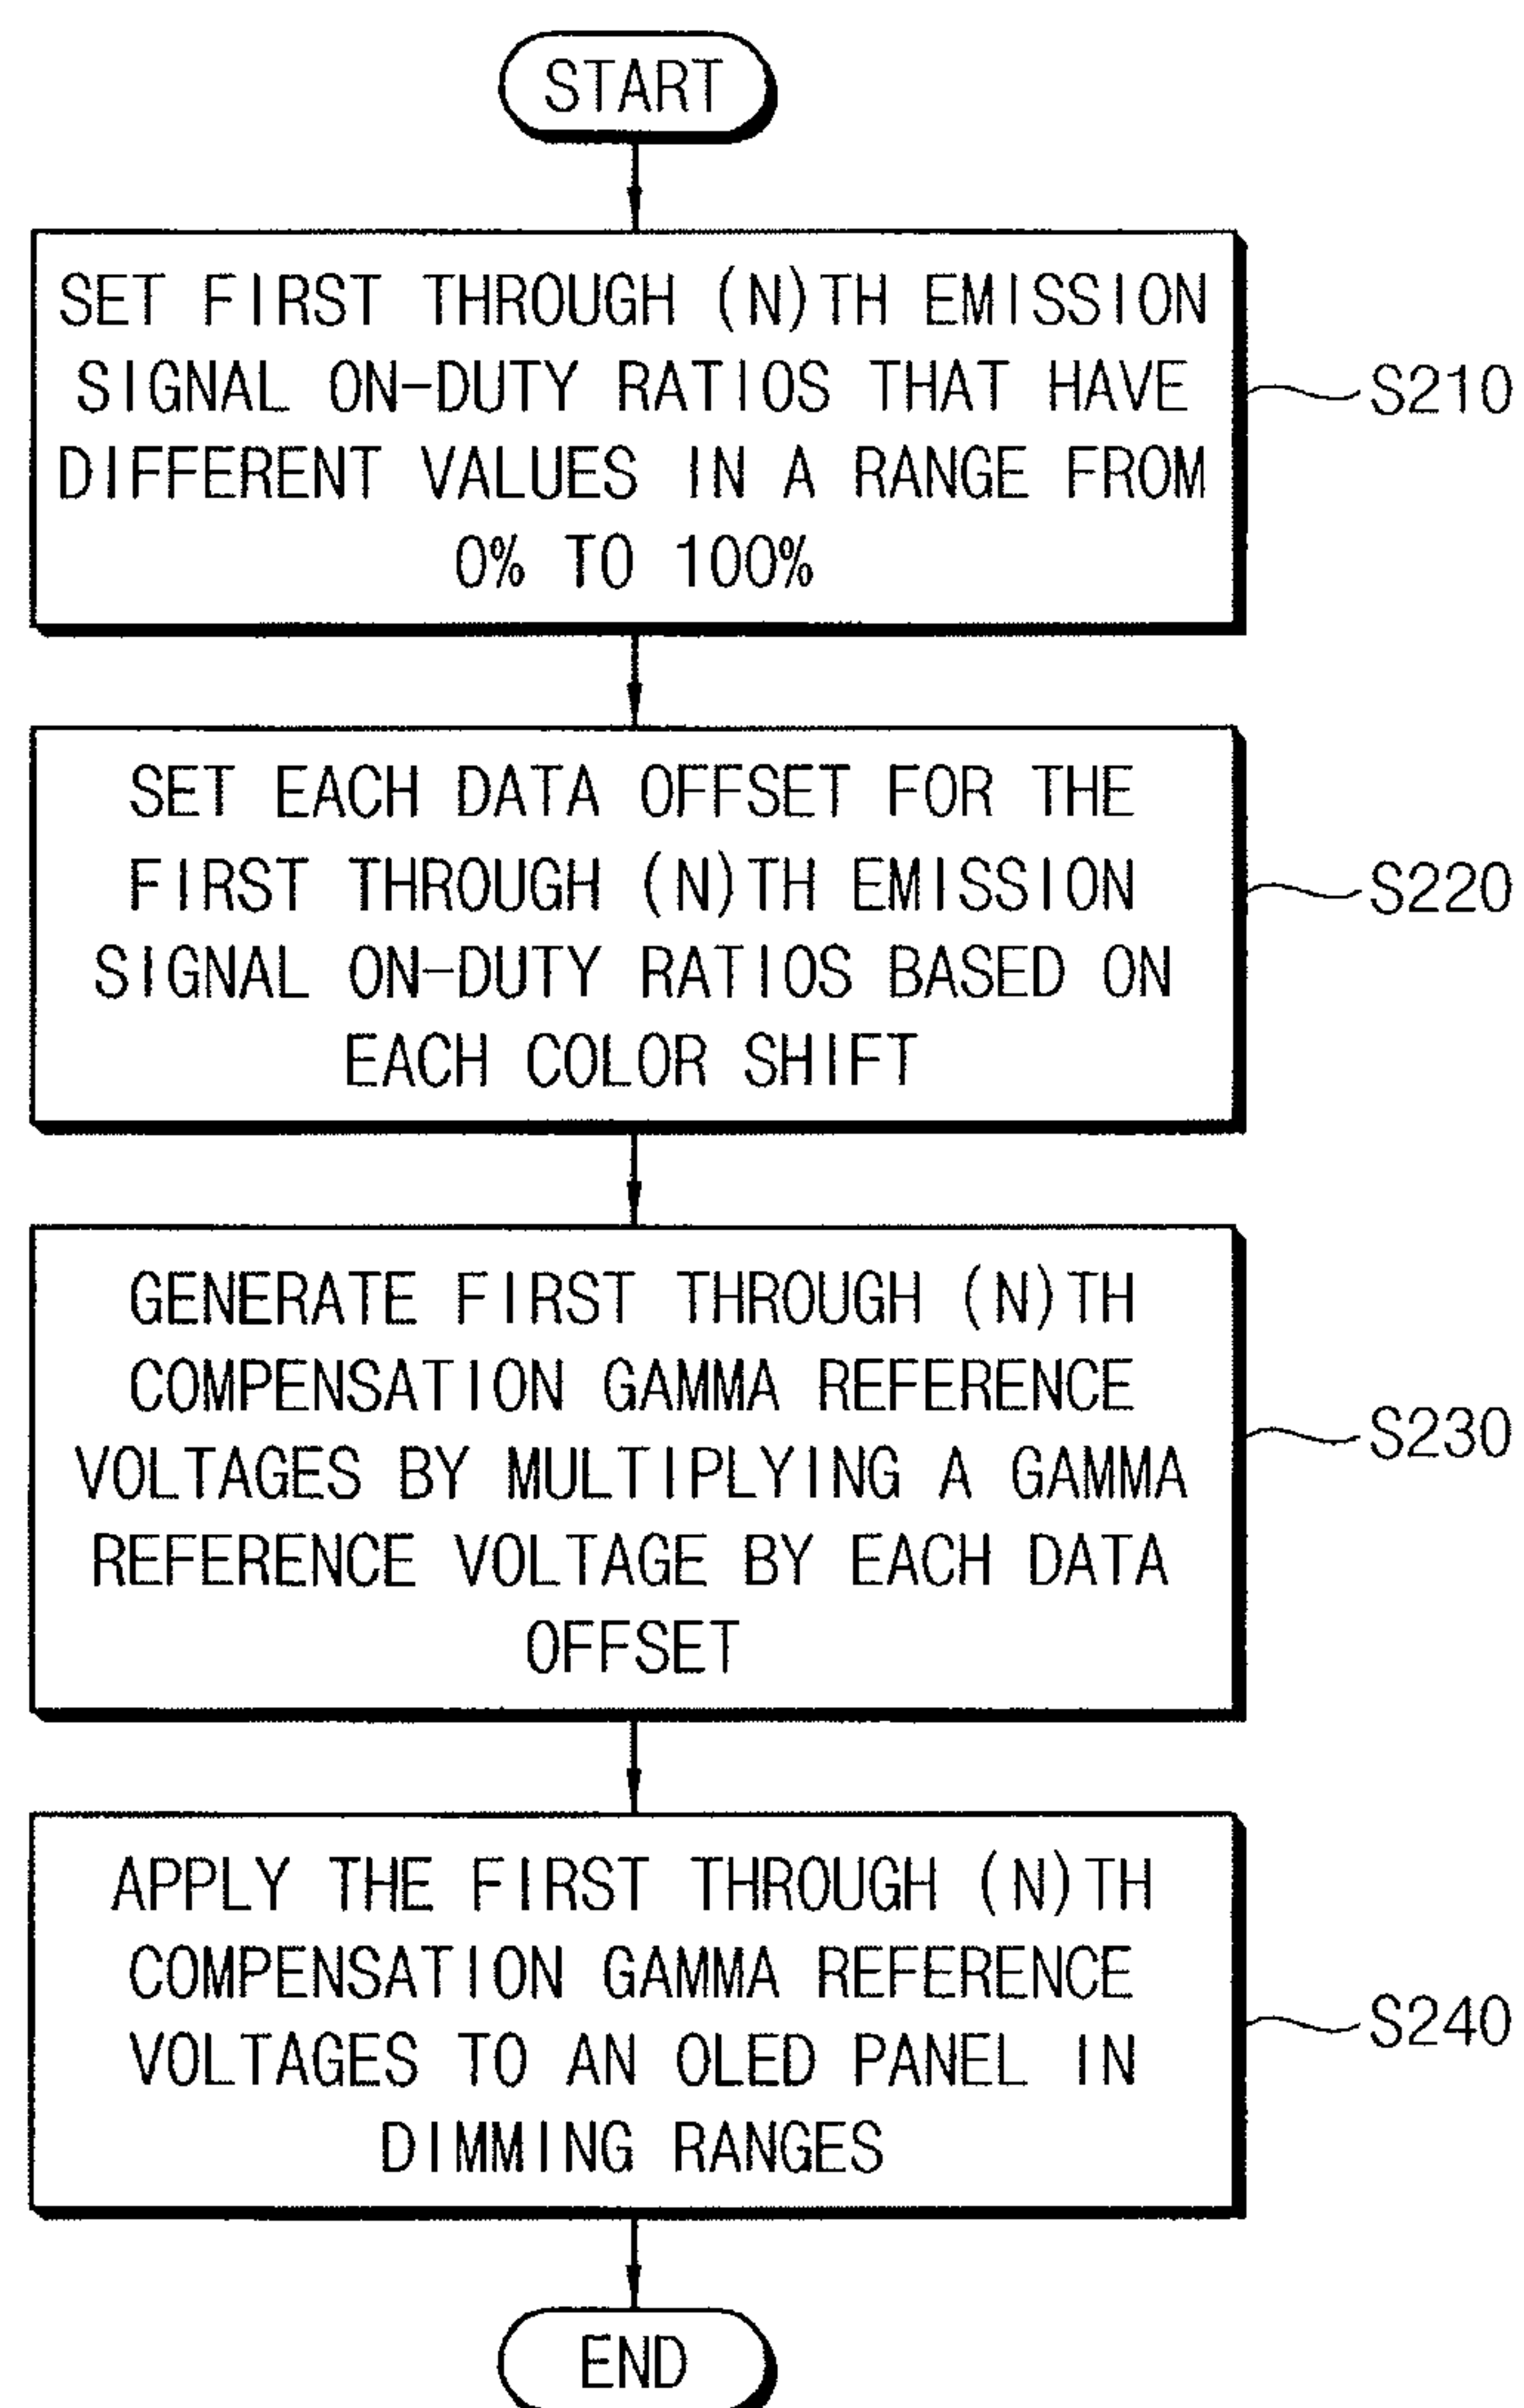 START
SET FIRST THROUGH (N)TH EMISSION
SIGNAL ON-DUTY RATIOS THAT HAVE
DIFFERENT VALUES IN A RANGE FROM
0% TO 100%
S210
SET EACH DATA OFFSET FOR THE
FIRST THROUGH (N)TH EMISSION
SIGNAL ON-DUTY RATIOS BASED ON
EACH COLOR SHIFT
S220
GENERATE FIRST THROUGH (N)TH
COMPENSATION GAMMA REFERENCE
VOLTAGES BY MULTIPLYING A GAMMA
REFERENCE VOLTAGE BY EACH DATA
OFFSET
S230
APPLY THE FIRST THROUGH (N)TH
COMPENSATION GAMMA REFERENCE
VOLTAGES TO AN OLED PANEL IN
DIMMING RANGES
S240
END